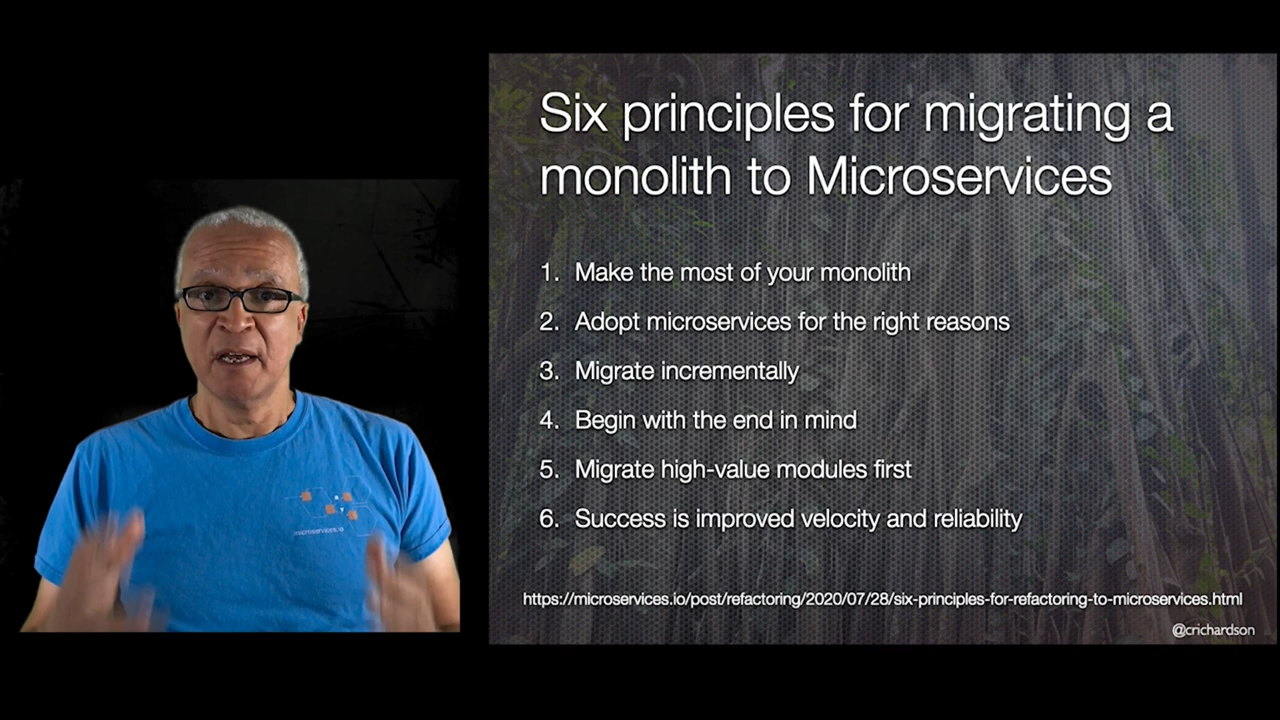 Six principles for migrating a
monolith to Microservices
1. Make the most of your monolith
2. Adopt microservices for the right reasons
3. Migrate incrementally
4. Begin with the end in mind
5. Migrate high-value modules first
6. Success is improved velocity and reliability
https://microservices.io/post/refactoring/2020/07/28/six-principles-for-refactoring-to-microservices.html
@crichardson
microservices.io